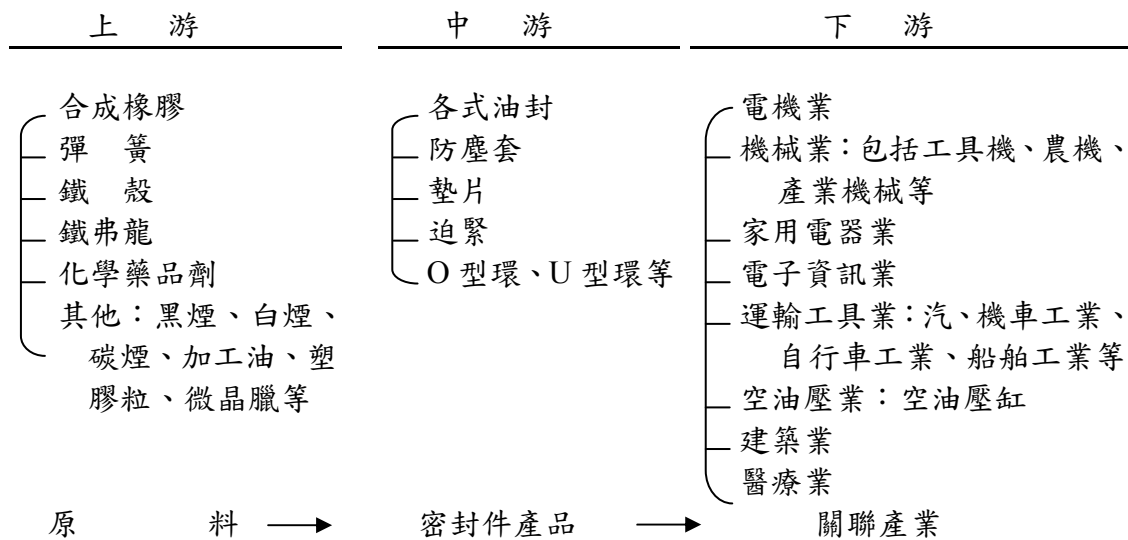 上 游 中 游 下 游
合成橡膠
彈 簧
鐵 殼
鐵弗龍
化學藥品劑
其他：黑煙、白煙、
碳煙、加工油、塑
膠粒、微晶臘等
各式油封
防塵套
墊片
迫緊
O 型環、U 型環等
電機業
機械業：包括工具機、農機、
產業機械等
家用電器業
電子資訊業
運輸工具業：汽、機車工業、
自行車工業、船舶工業等
空油壓業：空油壓缸
建築業
醫療業
原 料 → 密封件產品 → 關聯產業